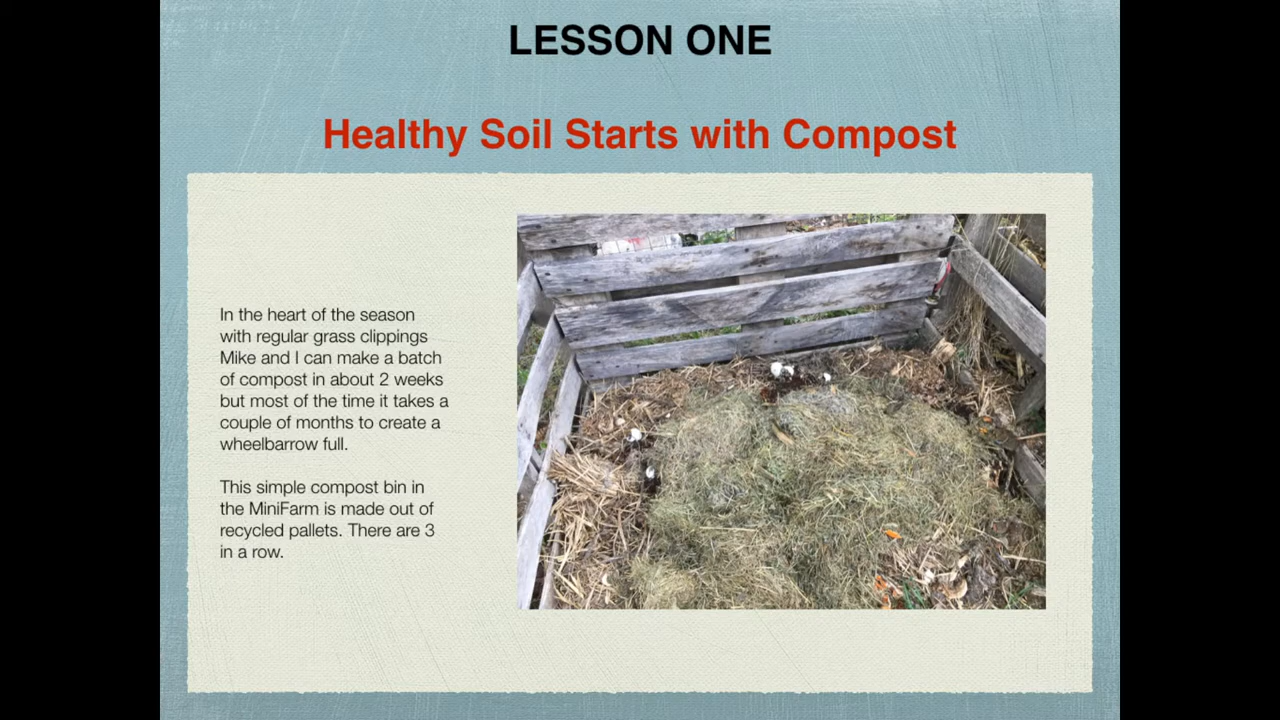 LESSON ONE
Healthy Soil Starts with Compost
In the heart of the season
with regular grass clippings
Mike and I can make a batch
of compost in about 2 weeks
but most of the time it takes a
couple of months to create a
wheelbarrow full.
This simple compost bin in
the MiniFarm is made out of
recycled pallets. There are 3
in a row.